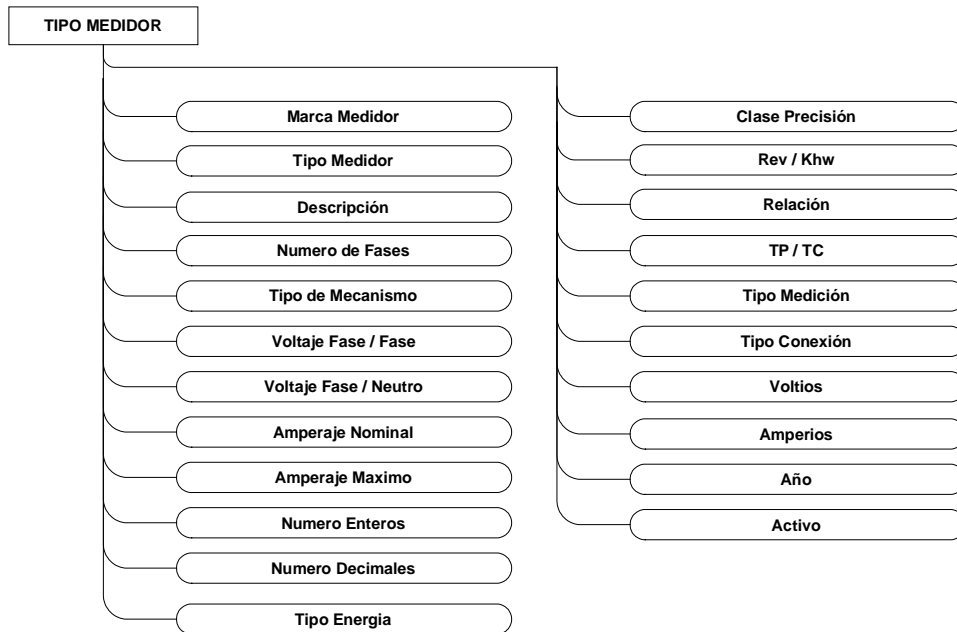 TIPO MEDIDOR
Marca Medidor
Tipo Medidor
Descripción
Numero de Fases
Tipo de Mecanismo
Voltaje Fase / Fase
Voltaje Fase / Neutro
Amperaje Nominal
Amperaje Maximo
Numero Enteros
Numero Decimales
Tipo Energia
Clase Precisión
Rev / Khw
Relación
TP / TC
Tipo Medición
Tipo Conexión
Voltios
Amperios
Año
Activo